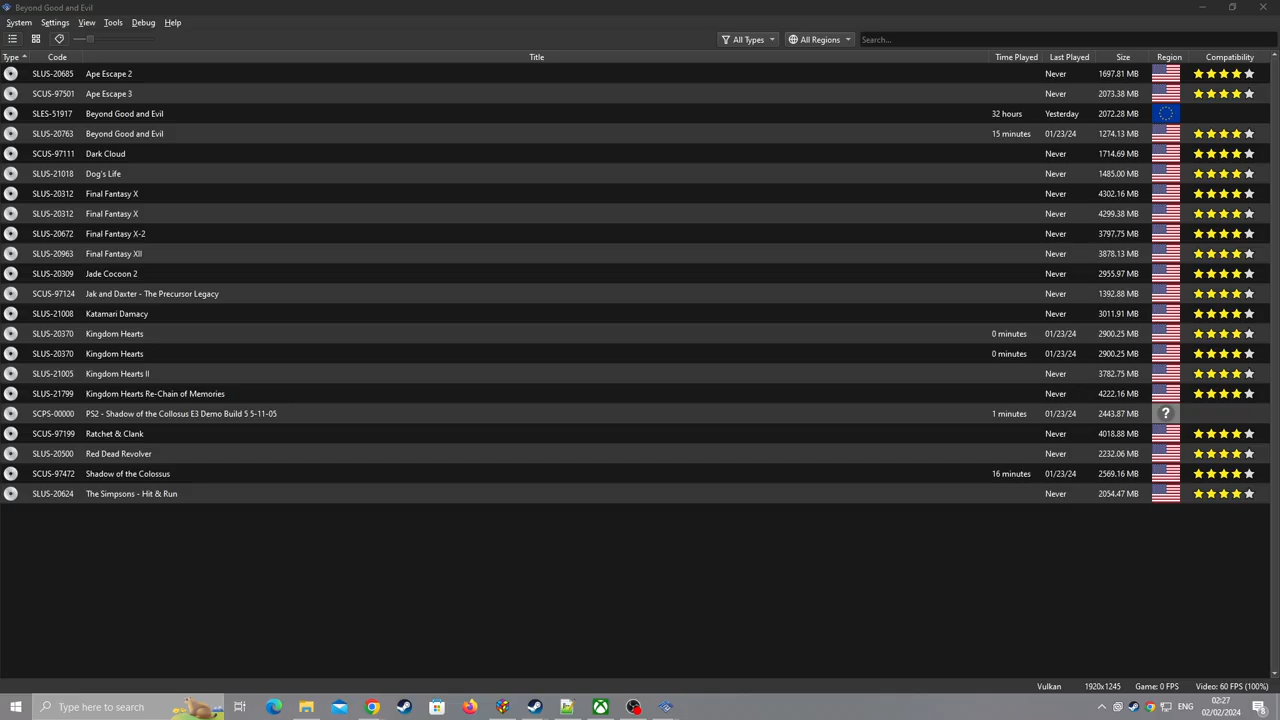 Beyond Good and Evil
System Settings View Tools Debug Help
All Types All Regions Search...
Type Code Title Time Played Last Played Size Region Compatibility
SLUS-20685 Ape Escape 2 Never 1697.81 MB
SCUS-97501 Ape Escape 3 Never 2073.38 MB
SLES-51917 Beyond Good and Evil 32 hours Yesterday 2072.28 MB
SLUS-20763 Beyond Good and Evil 15 minutes 01/23/24 1274.13 MB
SCUS-97111 Dark Cloud Never 1714.69 MB
SLUS-21018 Dog's Life Never 1485.00 MB
SLUS-20312 Final Fantasy X Never 4302.16 MB
SLUS-20312 Final Fantasy X Never 4299.38 MB
SLUS-20672 Final Fantasy X-2 Never 3797.75 MB
SLUS-20963 Final Fantasy XII Never 3878.13 MB
SLUS-20309 Jade Cocoon 2 Never 2955.97 MB
SCUS-97124 Jak and Daxter - The Precursor Legacy Never 1392.88 MB
SLUS-21008 Katamari Damacy Never 3011.91 MB
SLUS-20370 Kingdom Hearts 0 minutes 01/23/24 2900.25 MB
SLUS-20370 Kingdom Hearts 0 minutes 01/23/24 2900.25 MB
SLUS-21005 Kingdom Hearts II Never 3782.75 MB
SLUS-21799 Kingdom Hearts Re-Chain of Memories Never 4222.16 MB
SCPS-00000 PS2 - Shadow of the Collosus E3 Demo Build 5 5-11-05 1 minutes 01/23/24 2443.87 MB ?
SCUS-97199 Ratchet & Clank Never 4018.88 MB
SLUS-20500 Red Dead Revolver Never 2232.06 MB
SCUS-97472 Shadow of the Colossus 16 minutes 01/23/24 2569.16 MB
SLUS-20624 The Simpsons - Hit & Run Never 2054.47 MB
Vulkan 1920x1245 Game: 0 FPS Video: 60 FPS (100%)
Type here to search ENG 02:27
02/02/2024 8